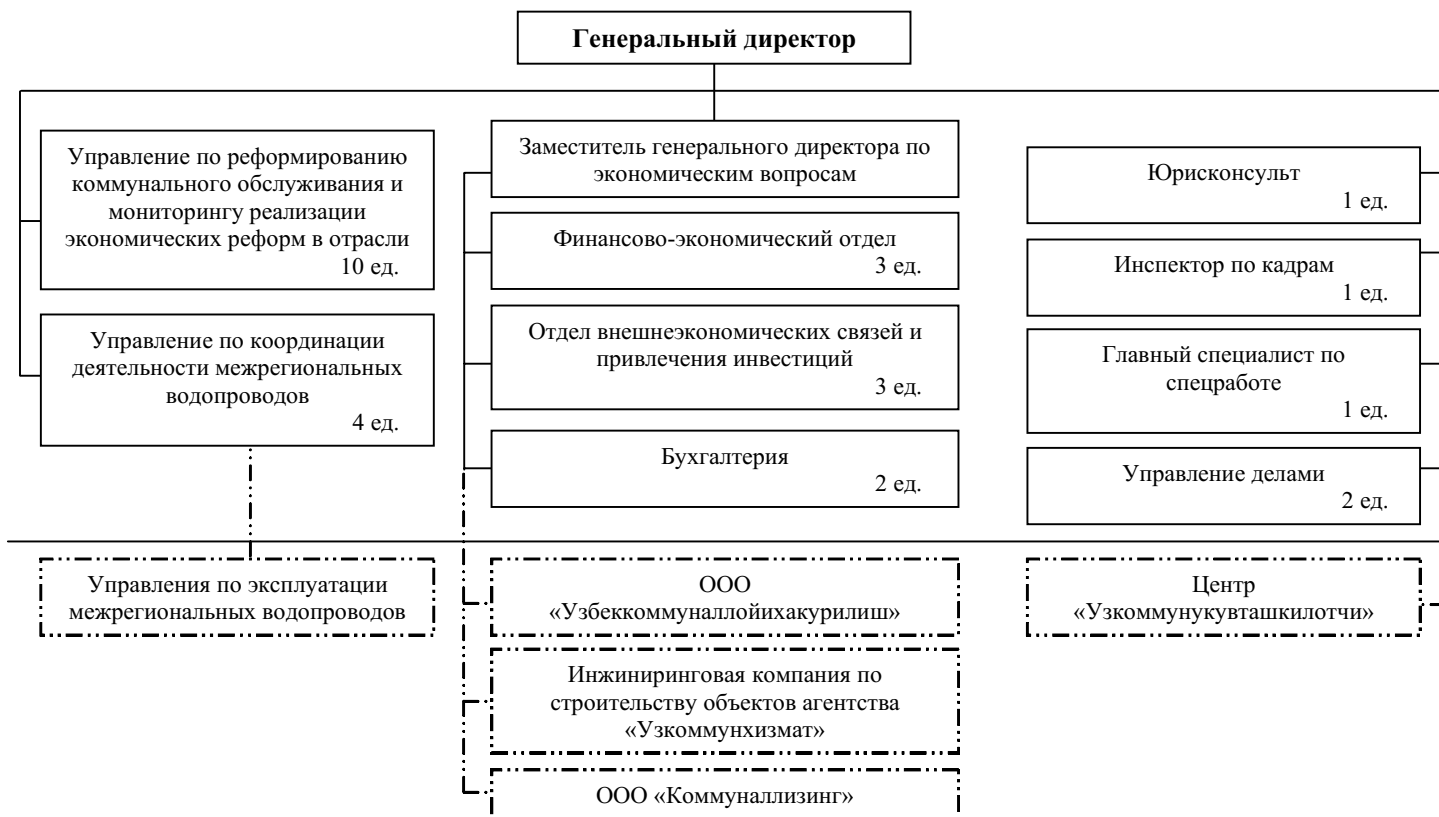 Генеральный директор
Управление по реформированию
коммунального обслуживания и
мониторингу реализации
экономических реформ в отрасли
10 ед.
Управление по координации
деятельности межрегиональных
водопроводов
4 ед.
Заместитель генерального директора по
экономическим вопросам
Финансово-экономический отдел
3 ед.
Отдел внешнеэкономических связей и
привлечения инвестиций
3 ед.
Бухгалтерия
2 ед.
Юрисконсульт
1 ед.
Инспектор по кадрам
1 ед.
Главный специалист по
спецработе
1 ед.
Управление делами
2 ед.
Управления по эксплуатации
межрегиональных водопроводов
ООО
«Узбеккоммуналлойихакурилиш»
Инжиниринговая компания по
строительству объектов агентства
«Узкоммунхизмат»
ООО «Коммуналлизинг»
Центр
«Узкоммунукувташкилотчи»